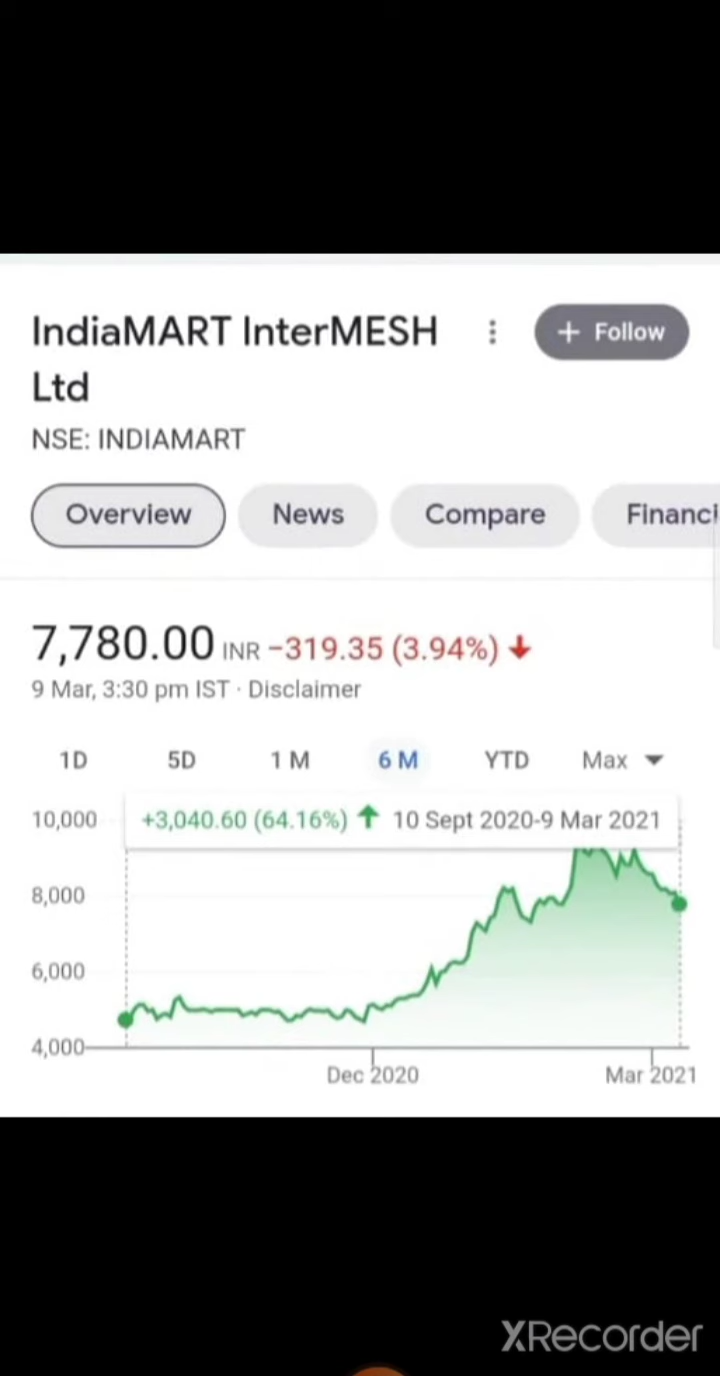 IndiaMART InterMESH
Ltd
+ Follow
NSE: INDIAMART
Overview News Compare Financi
7,780.00 INR −319.35 (3.94%) ↓
9 Mar, 3:30 pm IST · Disclaimer
1D 5D 1 M 6 M YTD Max
+3,040.60 (64.16%) ↑ 10 Sept 2020-9 Mar 2021
10,000
8,000
6,000
4,000
Dec 2020 Mar 2021
XRecorder